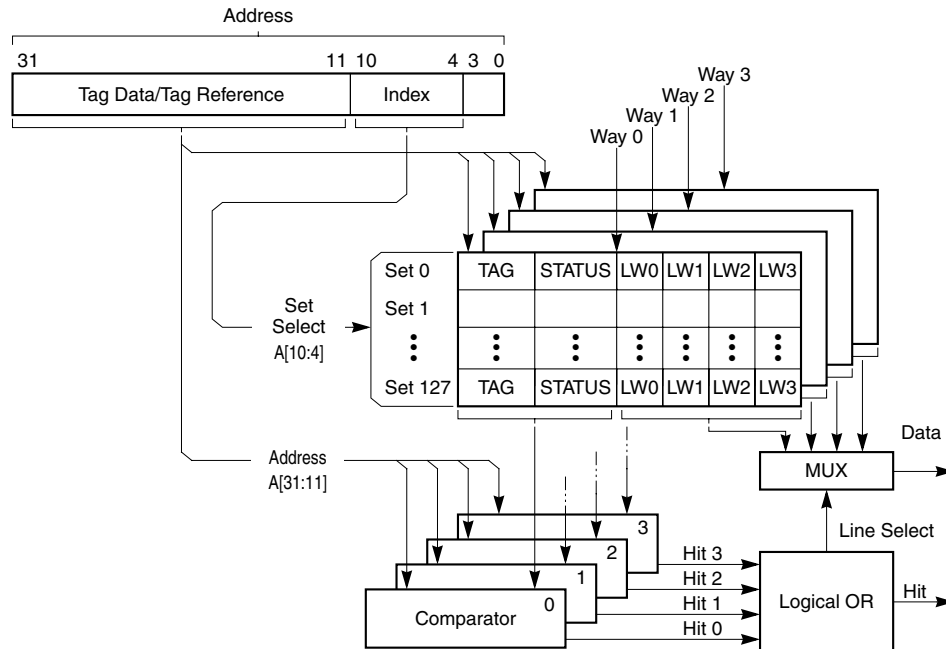 Address
31 11 10 4 3 0
Tag Data/Tag Reference Index
Way 3
Way 2
Way 1
Way 0
Set 0 TAG STATUS LW0 LW1 LW2 LW3
Set 1
Set
Select
A[10:4]
Set 127 TAG STATUS LW0 LW1 LW2 LW3
Data
Address
A[31:11]
MUX
Line Select
3
2
1
0
Comparator
Hit 3
Hit 2
Hit 1
Hit 0
Logical OR
Hit